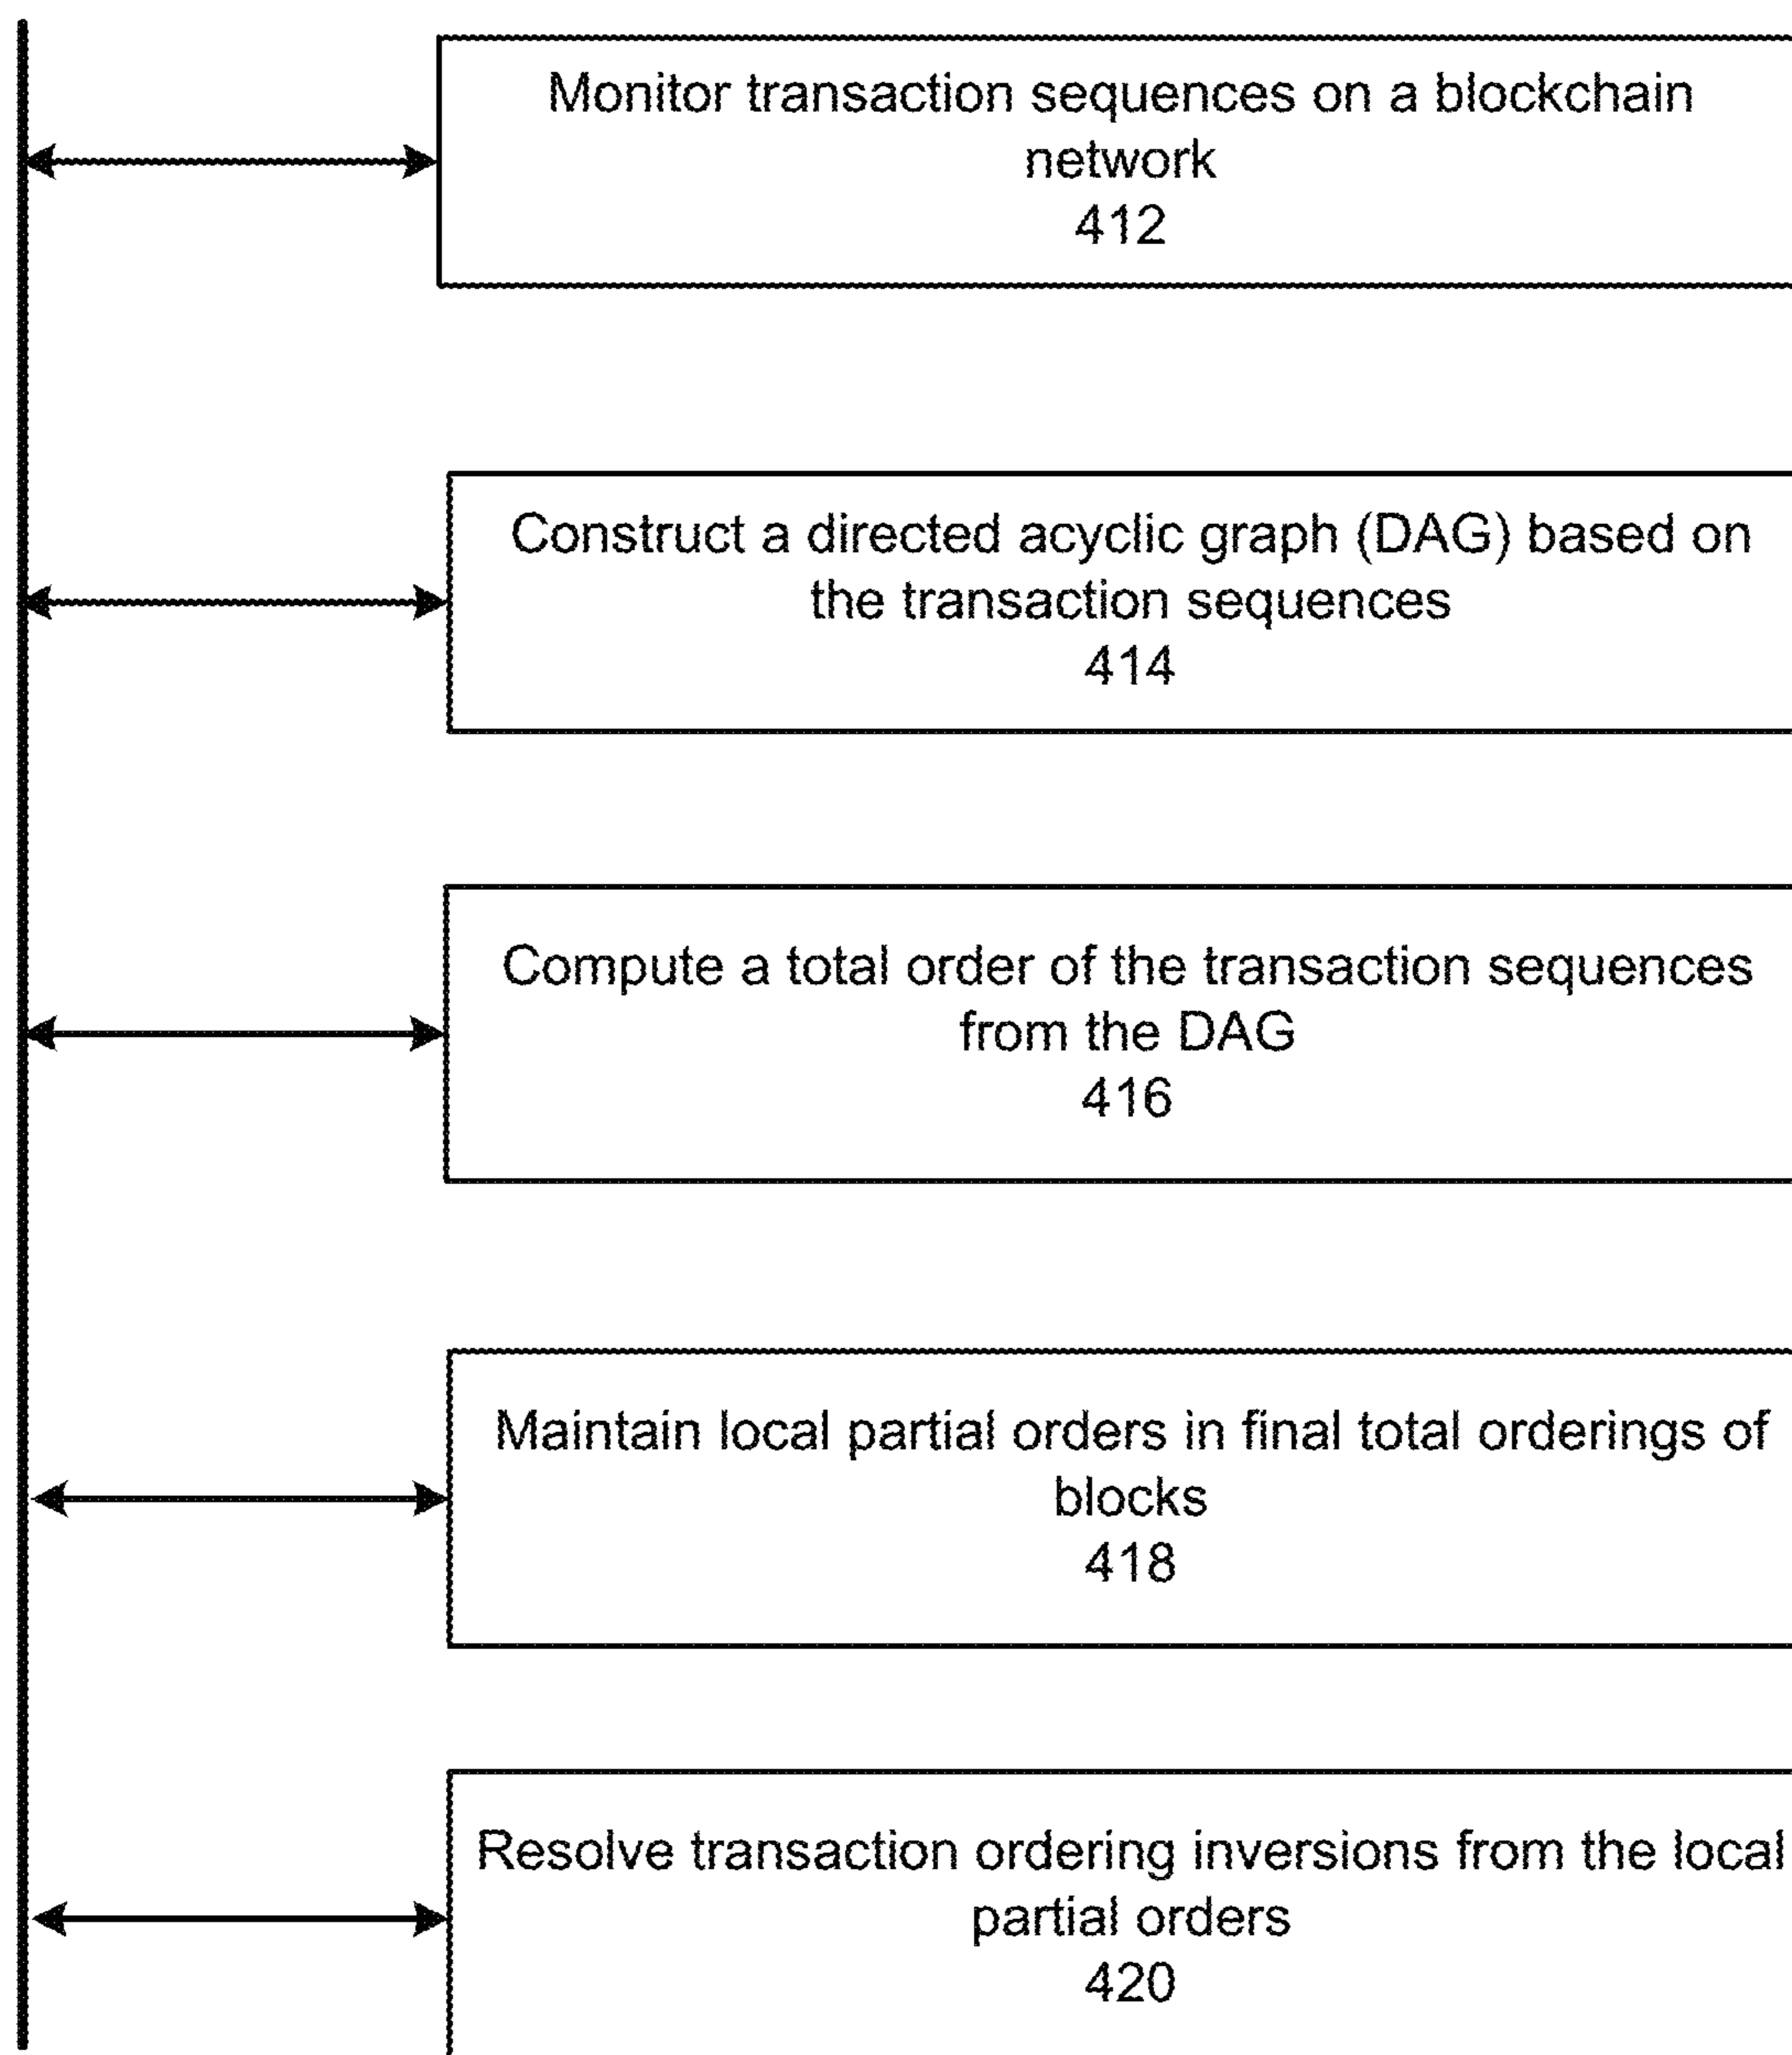 Monitor transaction sequences on a blockchain
network
412
Construct a directed acyclic graph (DAG) based on
the transaction sequences
414
Compute a total order of the transaction sequences
from the DAG
416
Maintain local partial orders in final total orderings of
blocks
418
Resolve transaction ordering inversions from the local
partial orders
420